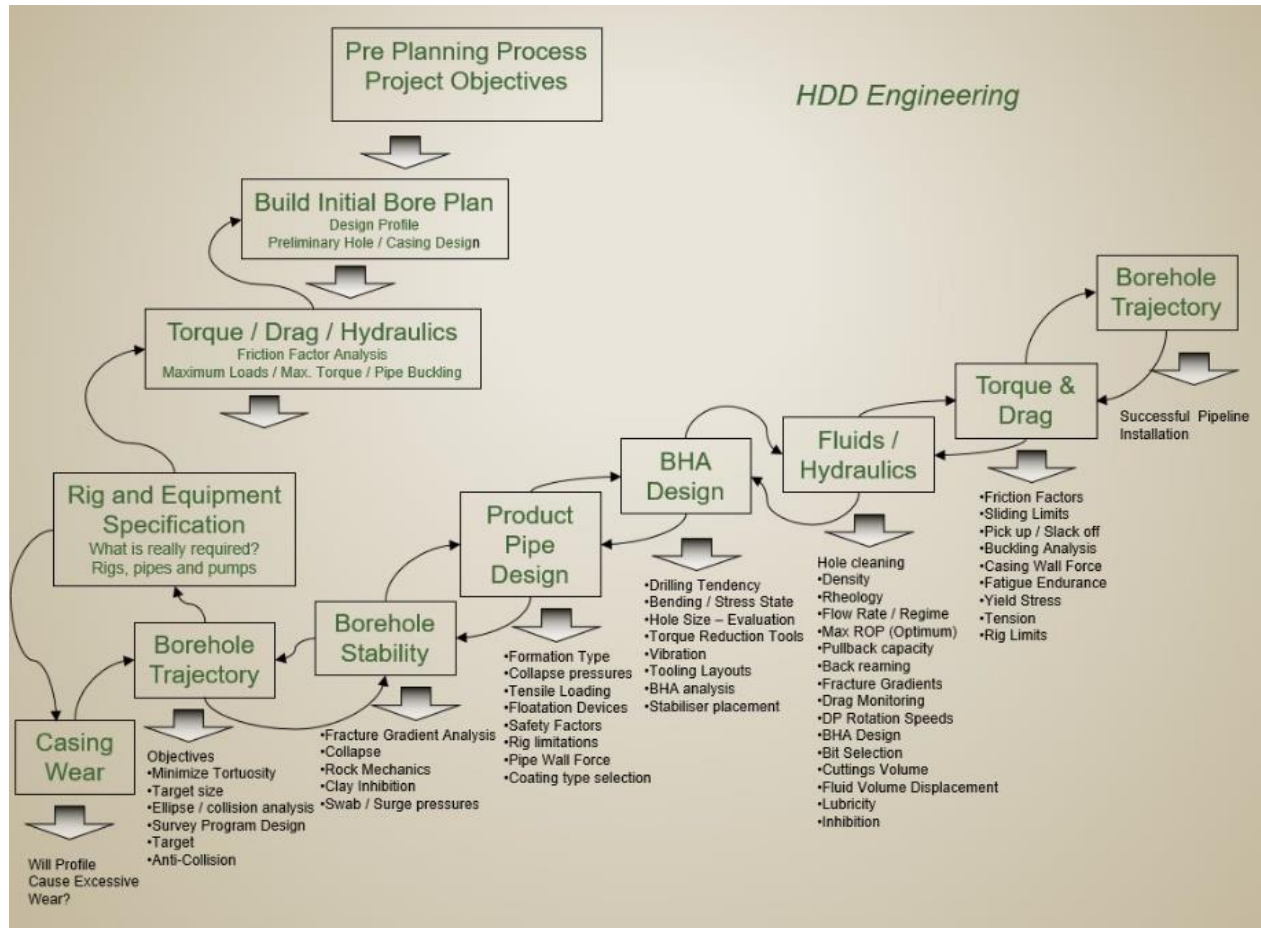 Pre Planning Process
Project Objectives
HDD Engineering
Build Initial Bore Plan
Design Profile
Preliminary Hole / Casing Design
Torque / Drag / Hydraulics
Friction Factor Analysis
Maximum Loads / Max. Torque / Pipe Buckling
Rig and Equipment
Specification
What is really required?
Rigs, pipes and pumps
Casing
Wear
Will Profile
Cause Excessive
Wear?
Borehole
Trajectory
Objectives
•Minimize Tortuosity
•Target size
•Ellipse / collision analysis
•Survey Program Design
•Target
•Anti-Collision
Borehole
Stability
•Fracture Gradient Analysis
•Collapse
•Rock Mechanics
•Clay Inhibition
•Swab / Surge pressures
Product
Pipe
Design
•Formation Type
•Collapse pressures
•Tensile Loading
•Floatation Devices
•Safety Factors
•Rig limitations
•Pipe Wall Force
•Coating type selection
BHA
Design
•Drilling Tendency
•Bending / Stress State
•Hole Size – Evaluation
•Torque Reduction Tools
•Vibration
•Tooling Layouts
•BHA analysis
•Stabiliser placement
Fluids /
Hydraulics
Hole cleaning
•Density
•Rheology
•Flow Rate / Regime
•Max ROP (Optimum)
•Pullback capacity
•Back reaming
•Fracture Gradients
•Drag Monitoring
•DP Rotation Speeds
•BHA Design
•Bit Selection
•Cuttings Volume
•Fluid Volume Displacement
•Lubricity
•Inhibition
Torque &
Drag
•Friction Factors
•Sliding Limits
•Pick up / Slack off
•Buckling Analysis
•Casing Wall Force
•Fatigue Endurance
•Yield Stress
•Tension
•Rig Limits
Borehole
Trajectory
Successful Pipeline
Installation